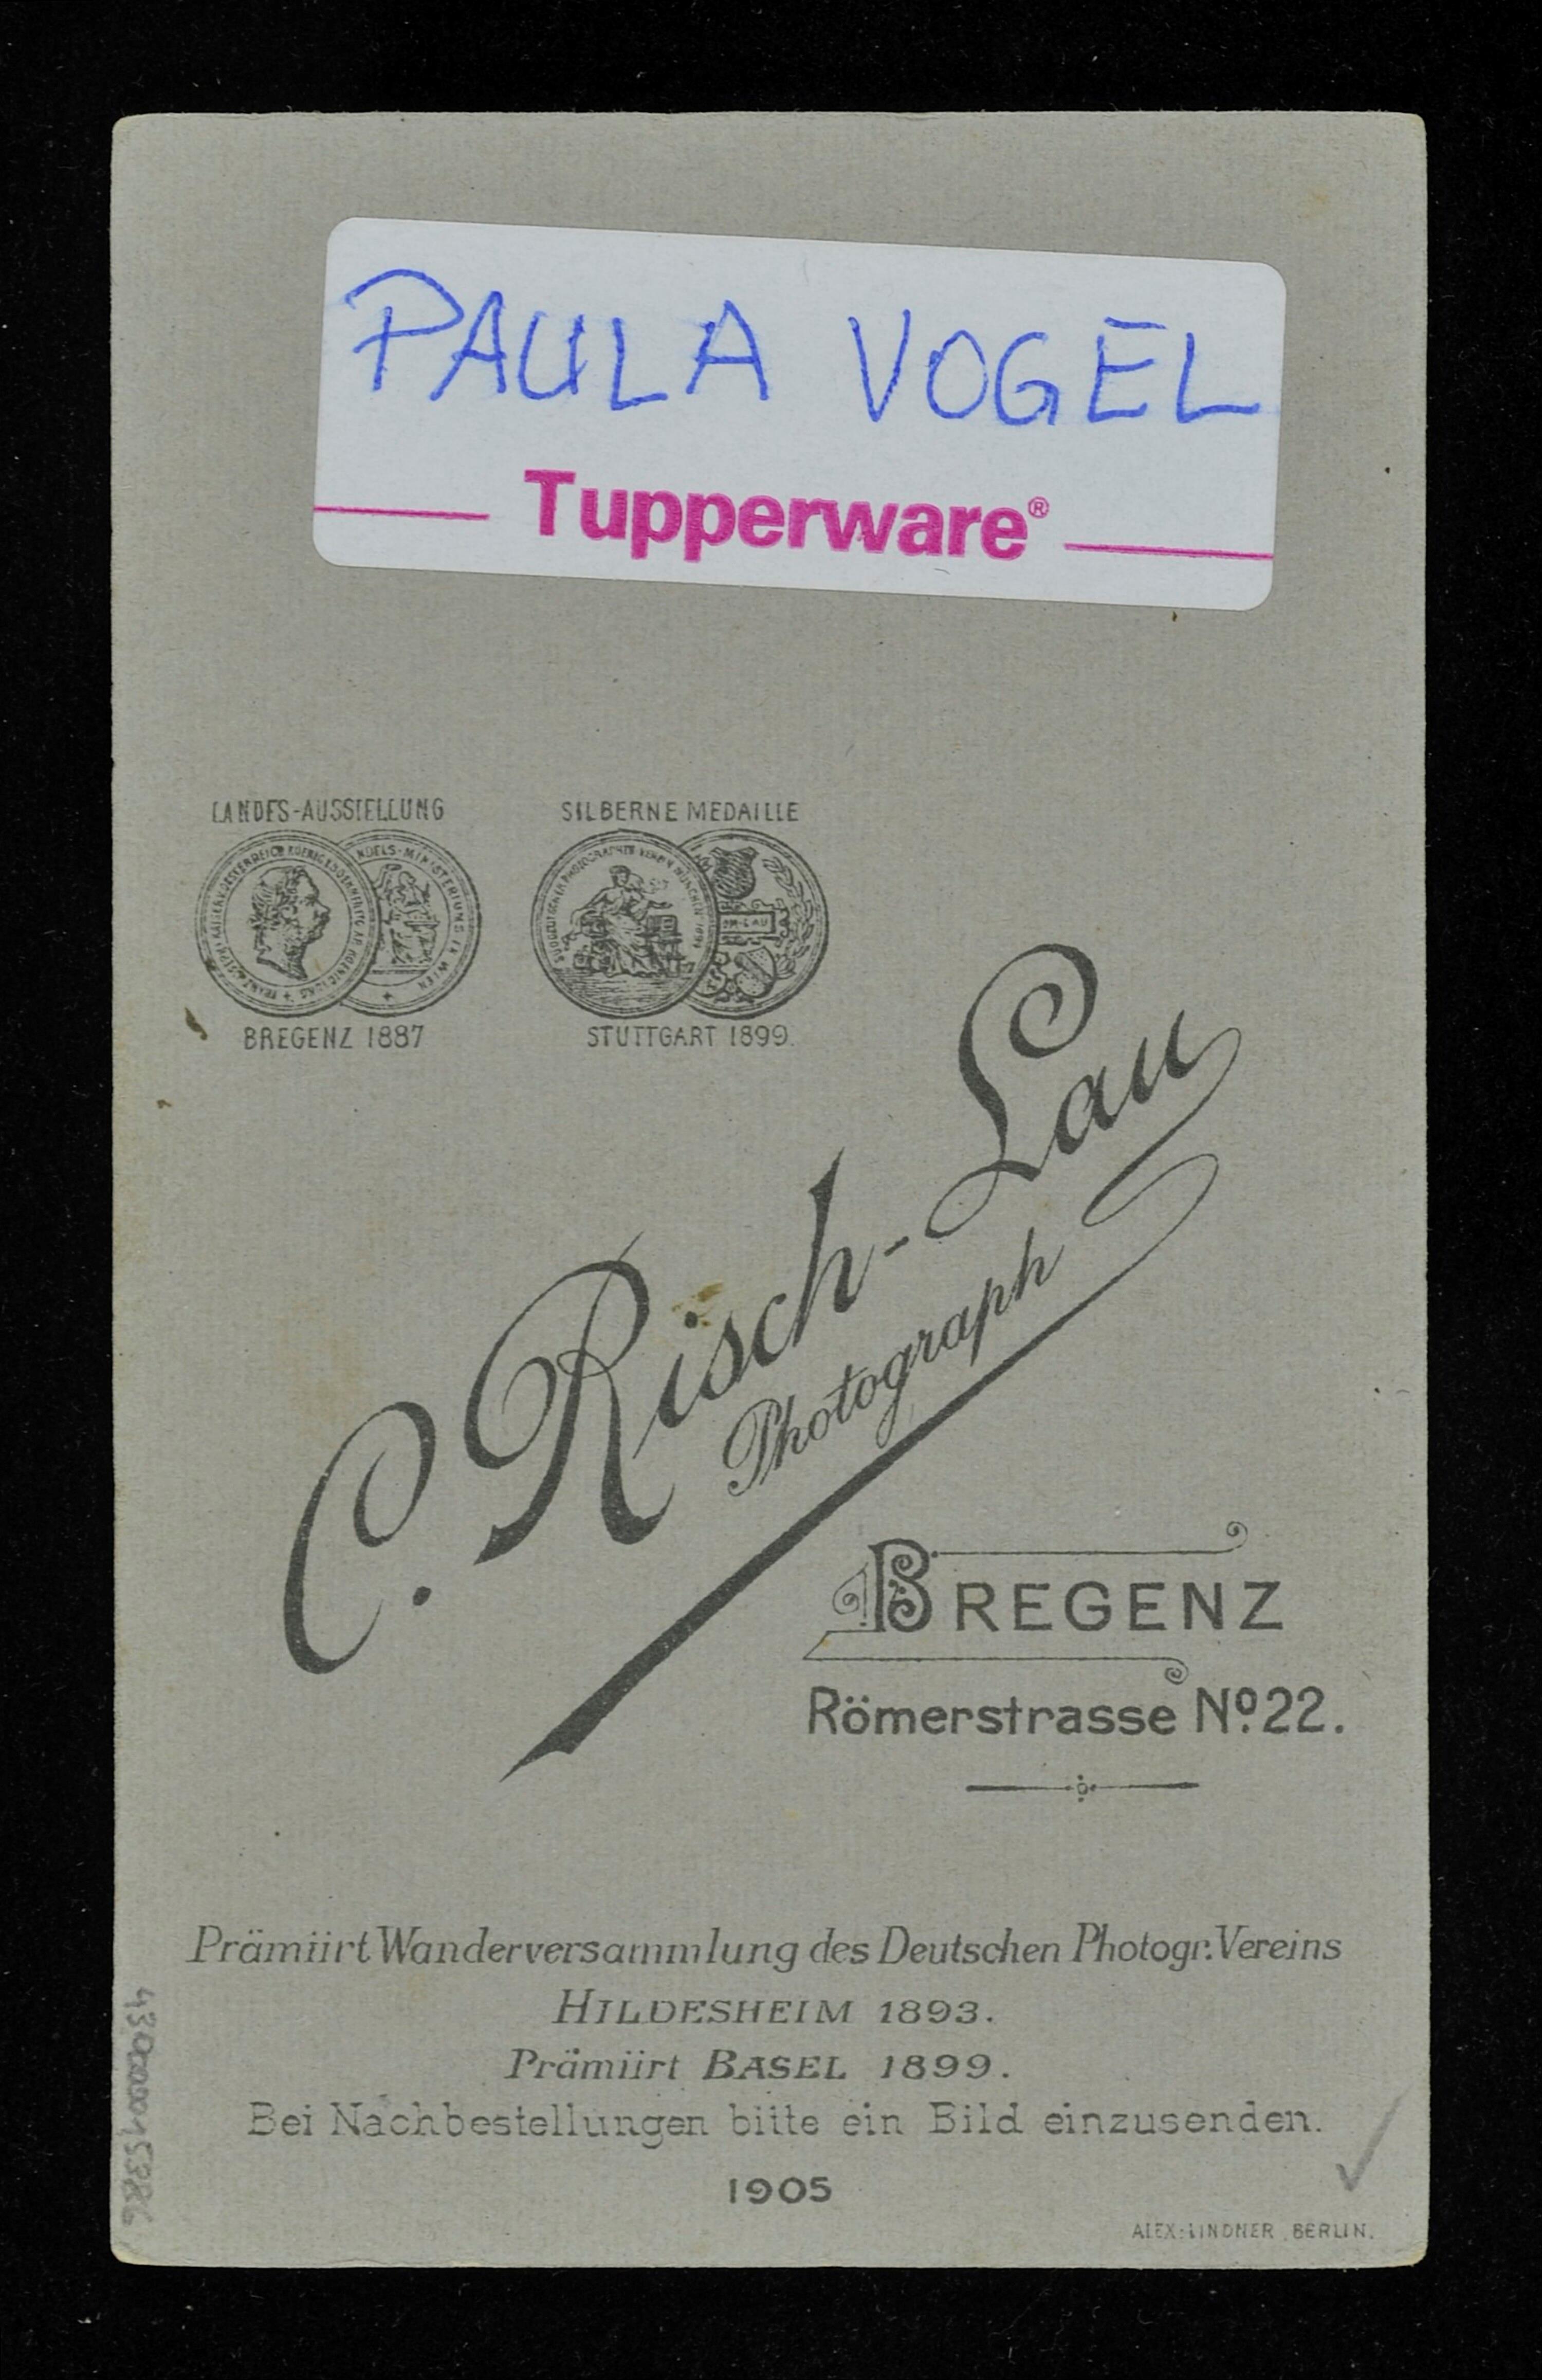 PAULA VOGEL
Tupperware®
LANDES-AUSSTELLUNG
BREGENZ 1887
SILBERNE MEDAILLE
STUTTGART 1899.
C. Risch-Lau
Photograph
BREGENZ
Römerstrasse No. 22.
Prämiirt Wanderversammlung des Deutschen Photogr. Vereins
HILDESHEIM 1893.
Prämiirt BASEL 1899.
Bei Nachbestellungen bitte ein Bild einzusenden.
1905
ALEX: LINDNER BERLIN.